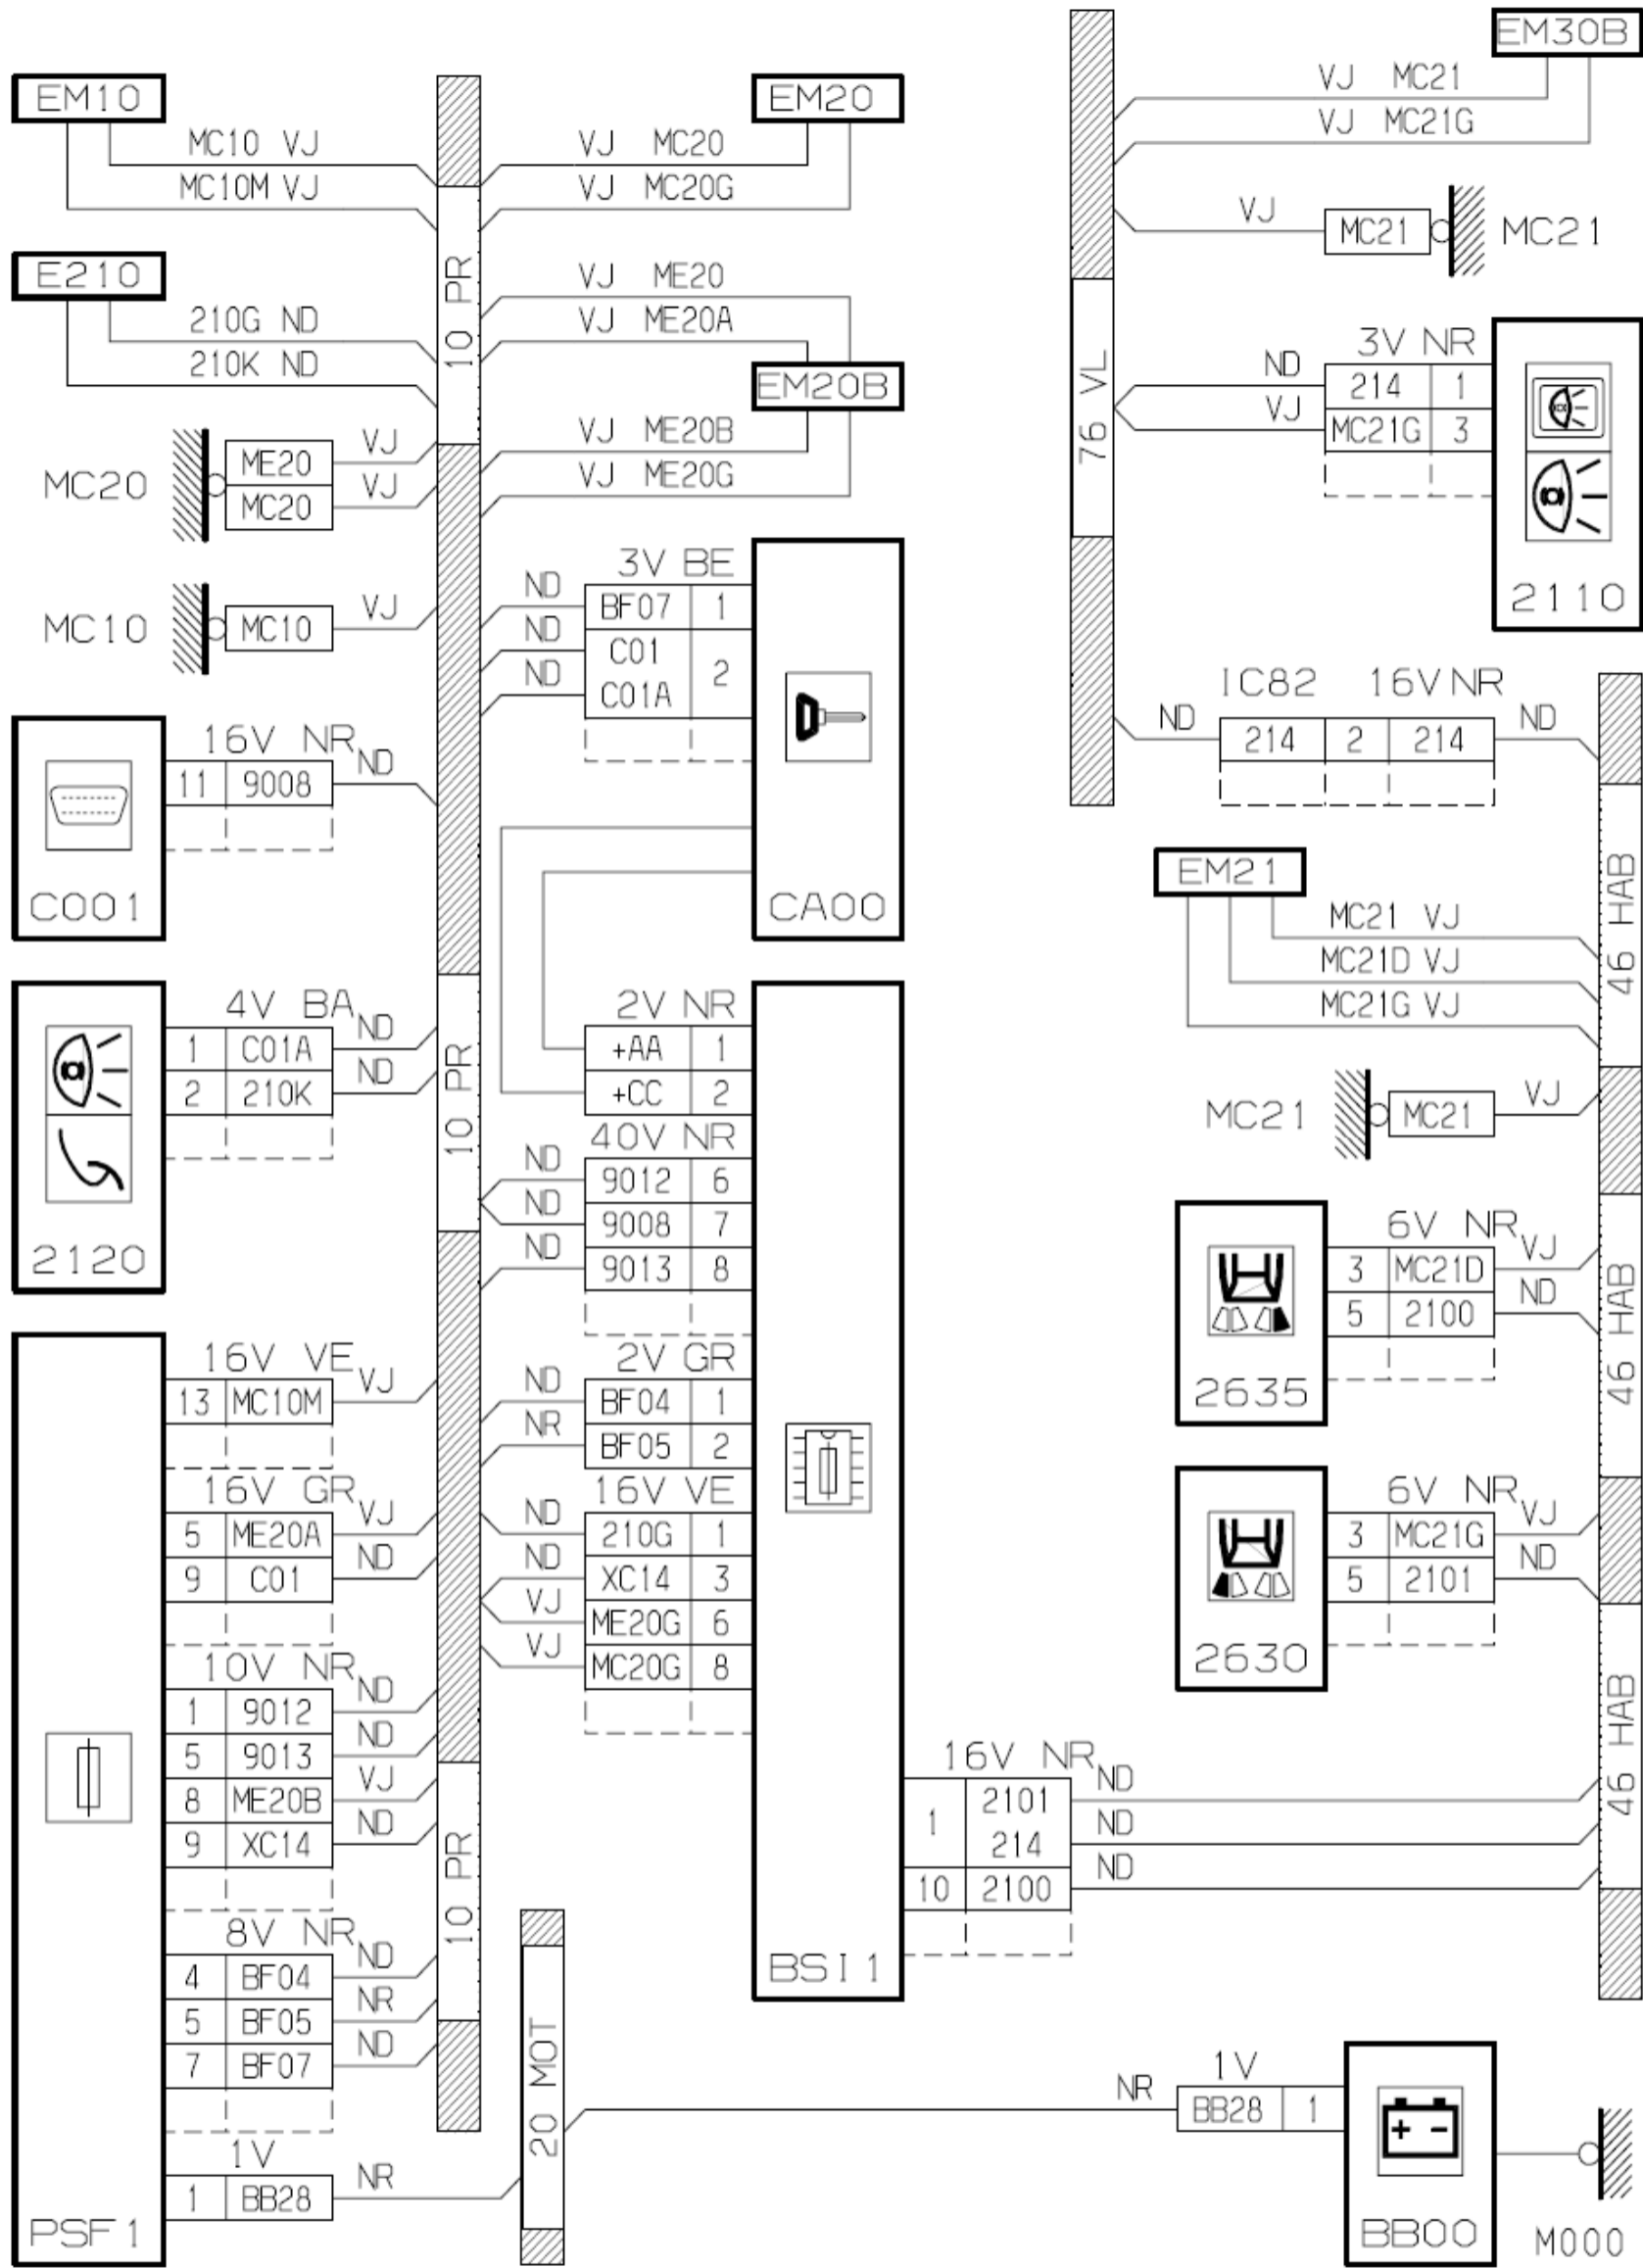 EM10
MC10 VJ
MC10M VJ
E210
210G ND
210K ND
MC20
ME20 VJ
MC20 VJ
MC10
MC10 VJ
C001
16V NR
11 9008 ND
2120
4V BA
1 C01A ND
2 210K ND
PSF1
16V VE
13 MC10M VJ
16V GR
5 ME20A VJ
9 C01 ND
10V NR
1 9012 ND
5 9013 ND
8 ME20B VJ
9 XC14 ND
8V NR
4 BF04 ND
5 BF05 NR
7 BF07 ND
1V
1 BB28 NR
10 PR
10 PR
10 PR
20 MOT
EM20
VJ MC20
VJ MC20G
VJ ME20
VJ ME20A
EM20B
VJ ME20B
VJ ME20G
3V BE
ND BF07 1
ND C01 2
ND C01A
CA00
2V NR
+AA 1
+CC 2
40V NR
ND 9012 6
ND 9008 7
ND 9013 8
2V GR
ND BF04 1
NR BF05 2
16V VE
ND 210G 1
ND XC14 3
VJ ME20G 6
VJ MC20G 8
BSI1
16V NR
1 2101 ND
214 ND
10 2100 ND
EM30B
VJ MC21
VJ MC21G
VJ MC21 MC21
76 VL
3V NR
ND 214 1
VJ MC21G 3
2110
IC82 16V NR
ND 214 2 214 ND
EM21
MC21 VJ
MC21D VJ
MC21G VJ
MC21 MC21 VJ
46 HAB
46 HAB
46 HAB
2635
6V NR
3 MC21D VJ
5 2100 ND
2630
6V NR
3 MC21G VJ
5 2101 ND
1V
NR BB28 1
+ -
BB00
M000